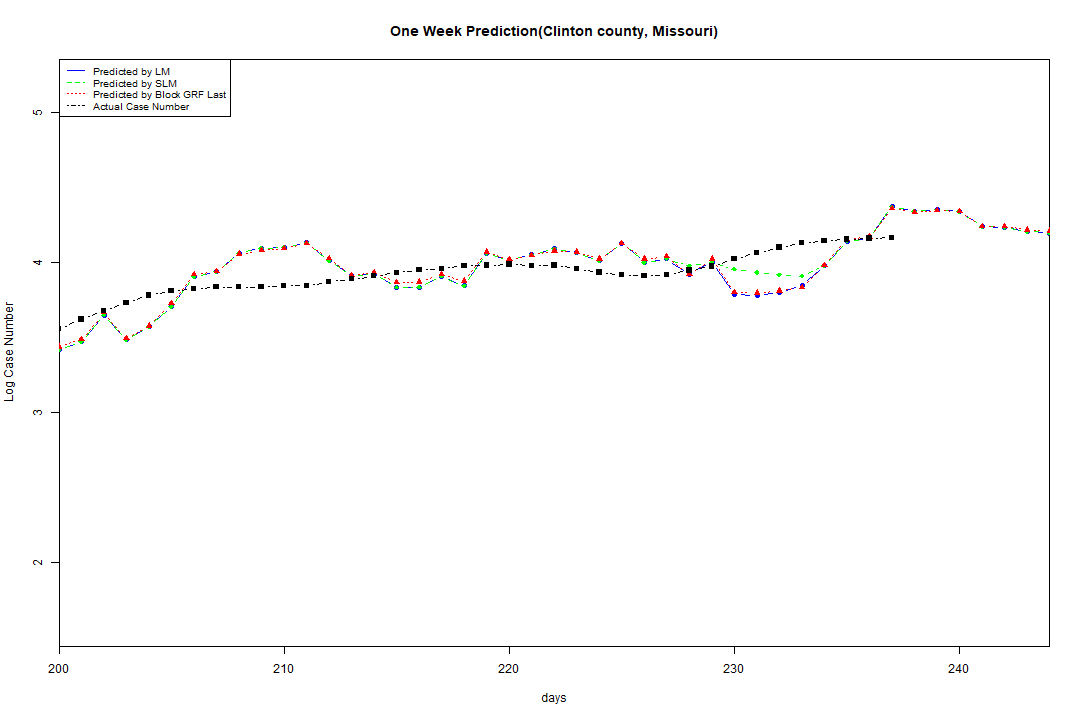 One Week Prediction(Clinton county, Missouri)
Predicted by LM
Predicted by SLM
Predicted by Block GRF Last
Actual Case Number
5
4
3
2
Log Case Number
200 210 220 230 240
days